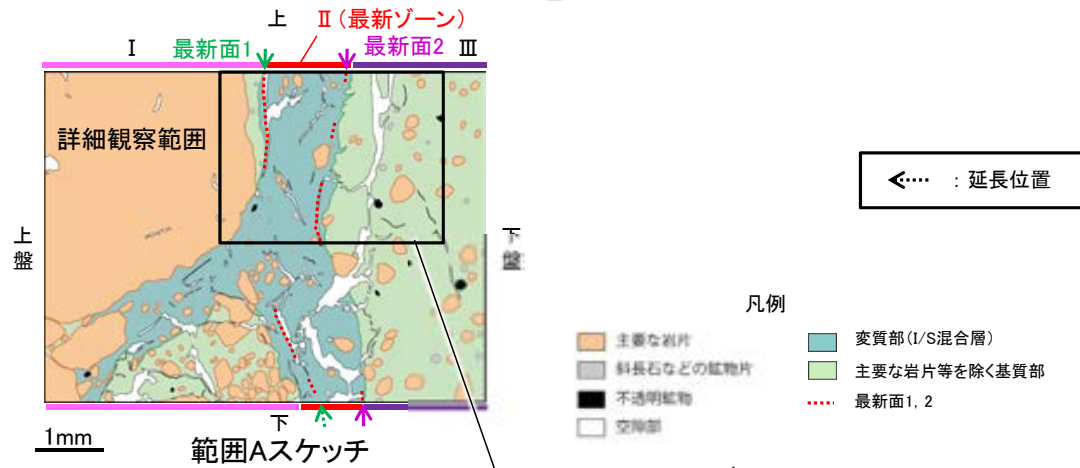 上 Ⅱ(最新ゾーン)
Ⅰ 最新面1 最新面2 Ⅲ
詳細観察範囲
上盤
下盤
下
1mm
範囲Aスケッチ
: 延長位置
凡例
主要な岩片
斜長石などの鉱物片
不透明鉱物
空隙部
変質部(I/S混合層)
主要な岩片等を除く基質部
最新面1, 2